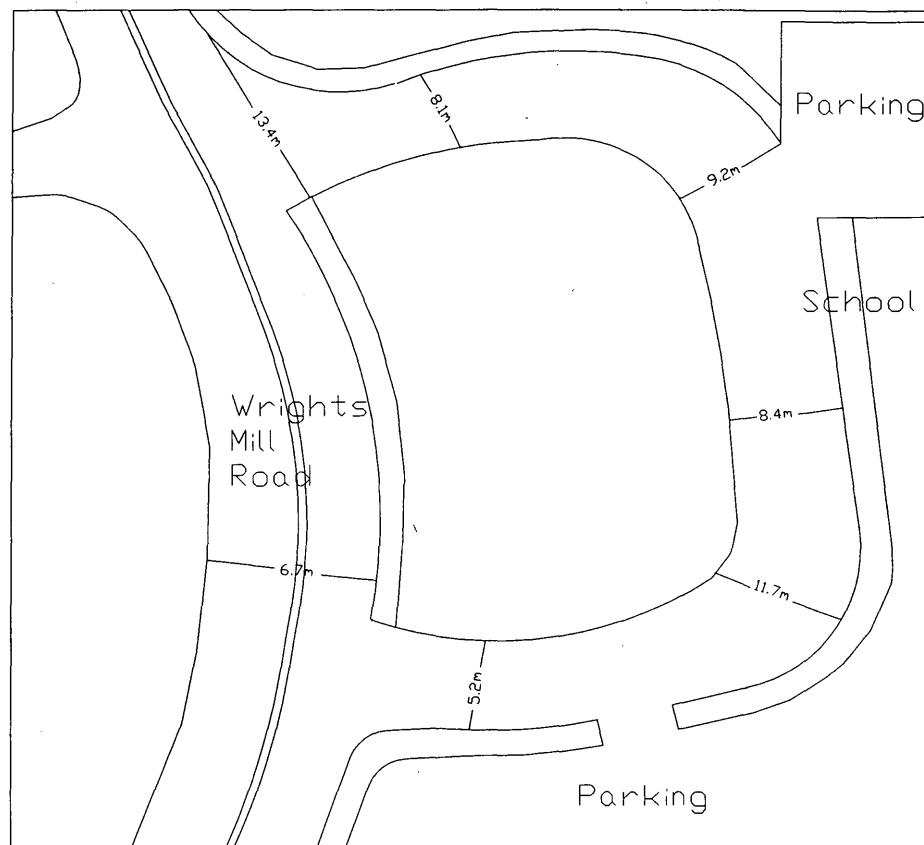 Parking
8.1m
13.4m
9.2m
School
Wrights
Mill
Road
8.4m
6.7m
11.7m
5.2m
Parking